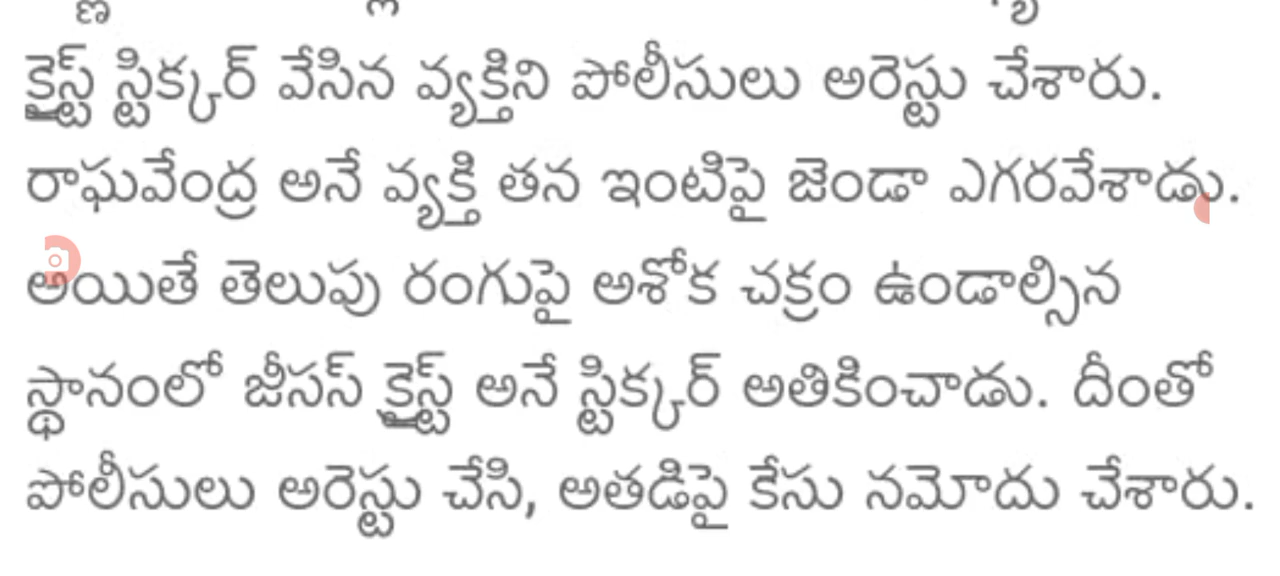 క్రైస్ట్ స్టిక్కర్ వేసిన వ్యక్తిని పోలీసులు అరెస్టు చేశారు.
రాఘవేంద్ర అనే వ్యక్తి తన ఇంటిపై జెండా ఎగరవేశాడు.
అయితే తెలుపు రంగుపై అశోక చక్రం ఉండాల్సిన
స్థానంలో జీసస్ క్రైస్ట్ అనే స్టిక్కర్ అతికించాడు. దీంతో
పోలీసులు అరెస్టు చేసి, అతడిపై కేసు నమోదు చేశారు.